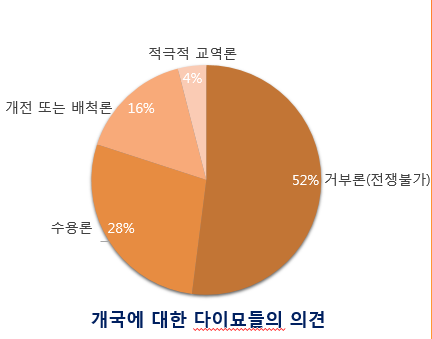 적극적 교역론
4%
개전 또는 배척론
16%
52%
거부론(전쟁불가)
수용론
28%
개국에 대한 다이묘들의 의견